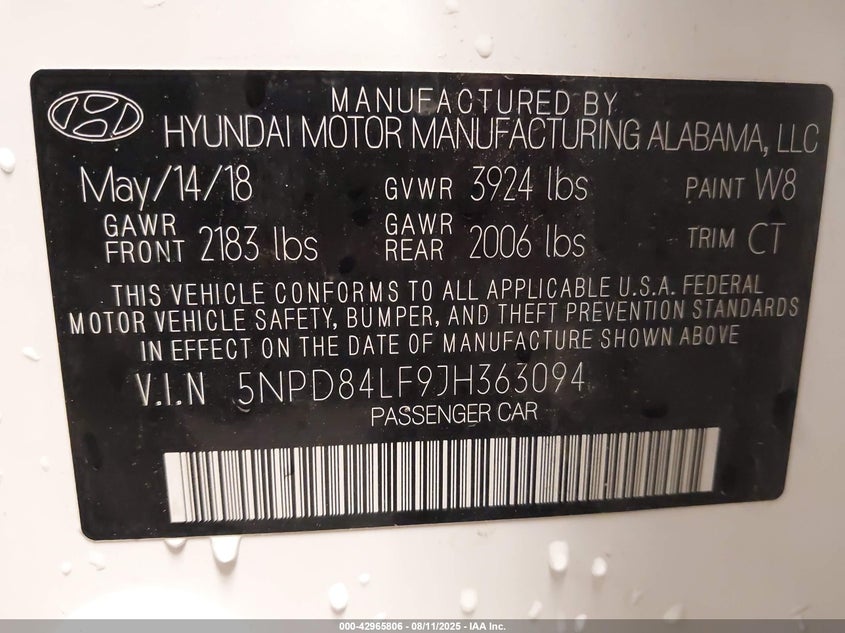 MANUFACTURED BY
HYUNDAI MOTOR MANUFACTURING ALABAMA, LLC
May/14/18 GVWR 3924 lbs PAINT W8
GAWR FRONT 2183 lbs GAWR REAR 2006 lbs TRIM CT
THIS VEHICLE CONFORMS TO ALL APPLICABLE U.S.A. FEDERAL
MOTOR VEHICLE SAFETY, BUMPER, AND THEFT PREVENTION STANDARDS
IN EFFECT ON THE DATE OF MANUFACTURE SHOWN ABOVE
V.I.N 5NPD84LF9JH363094
PASSENGER CAR
000-42965806 - 08/11/2025 - IAA Inc.